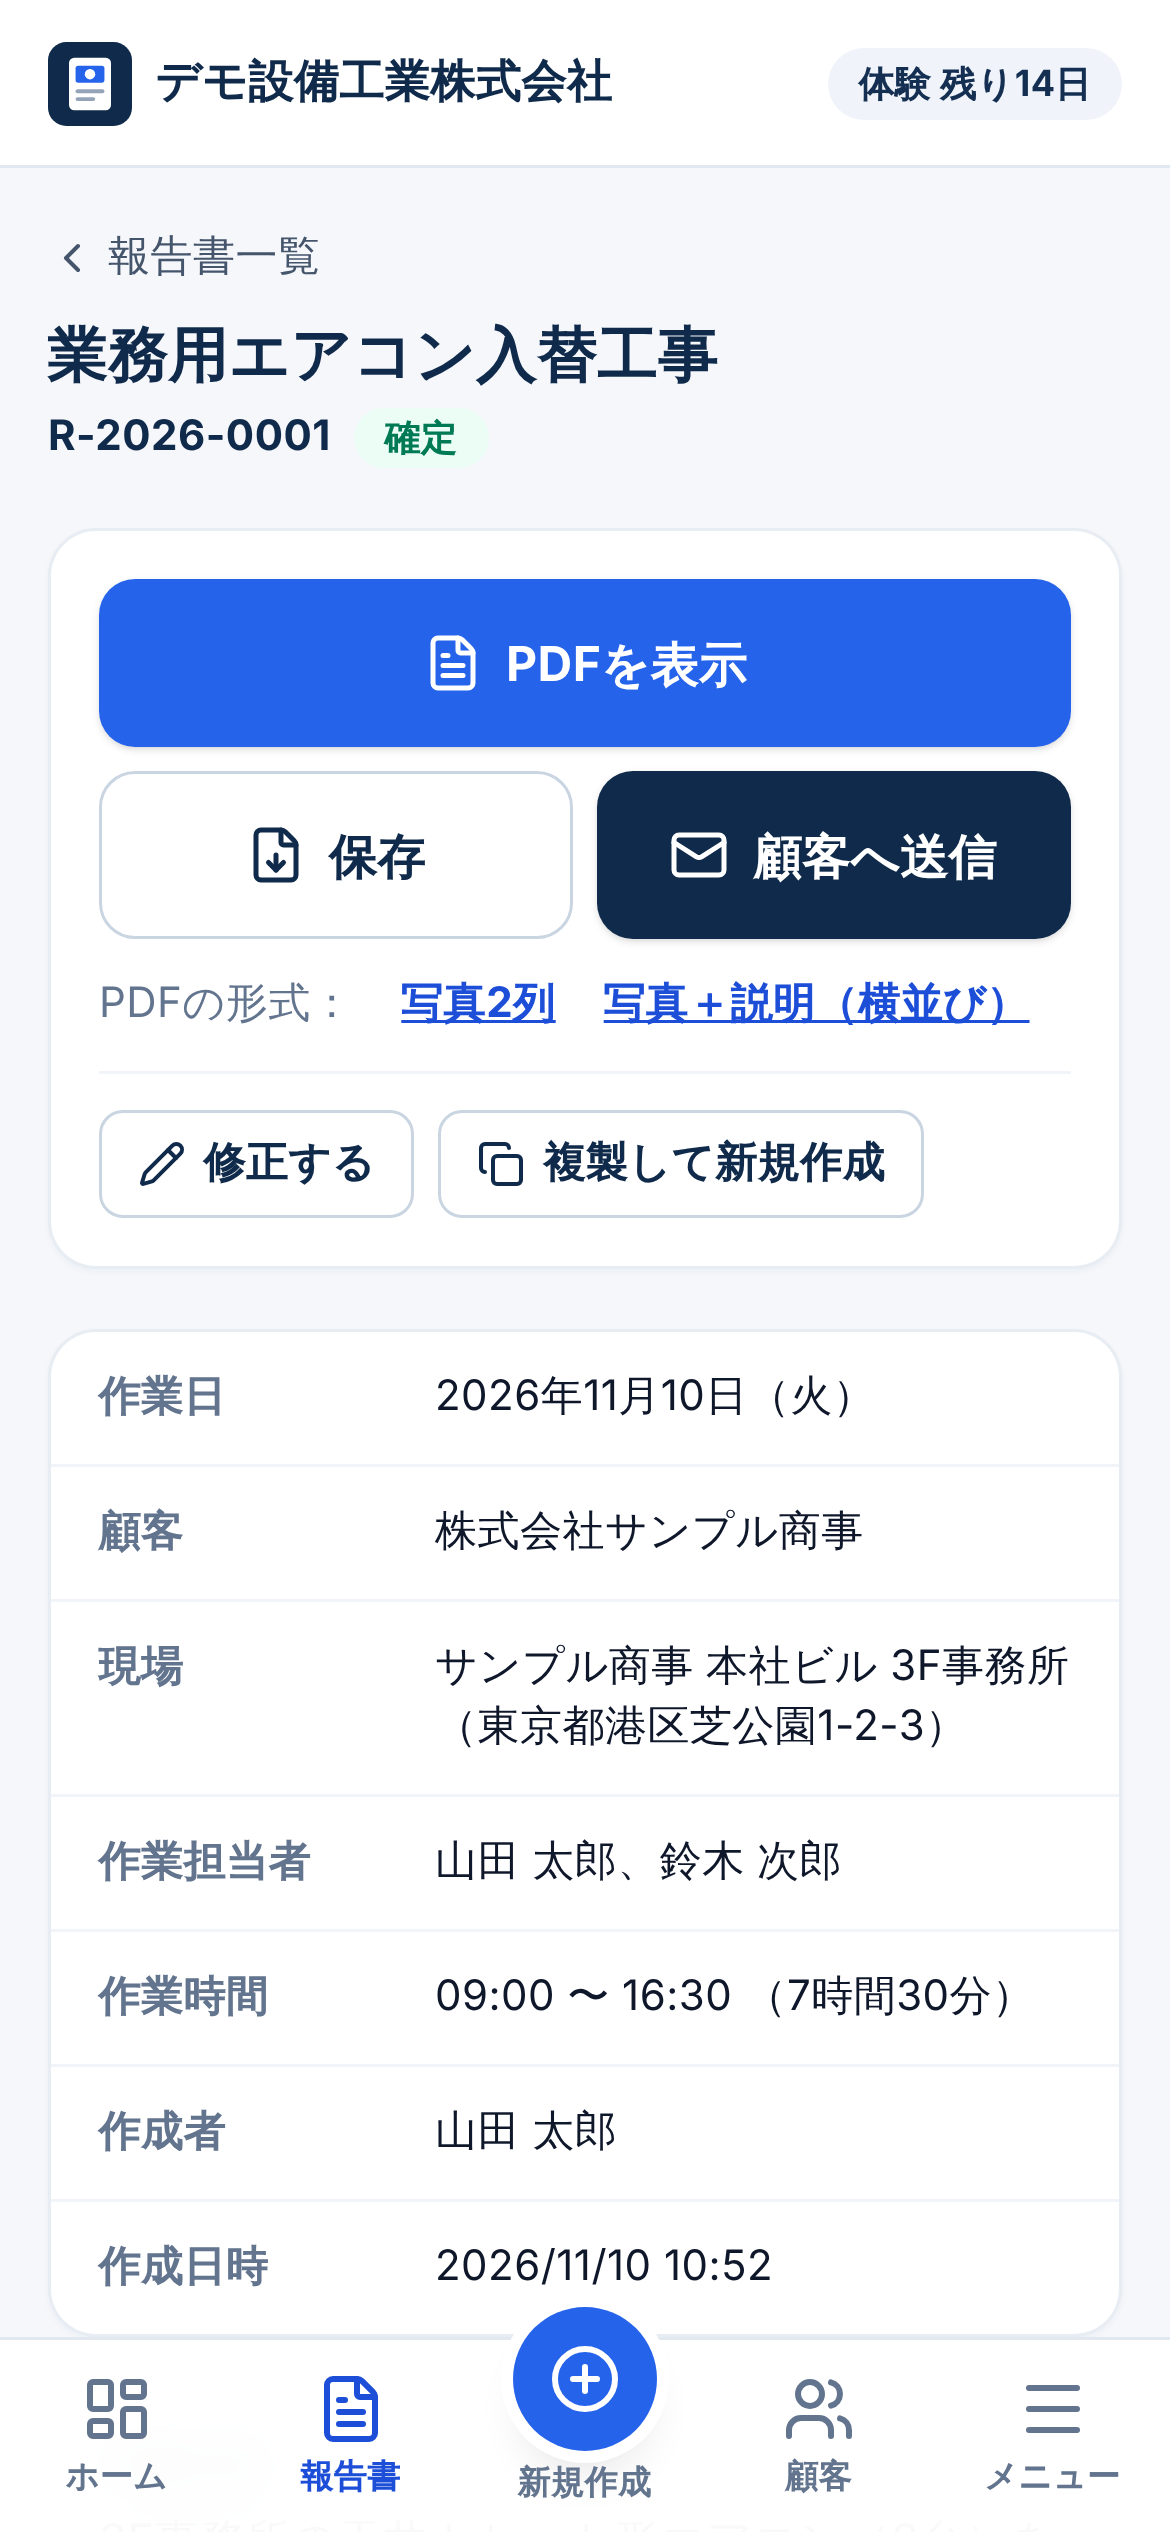 デモ設備工業株式会社
体験 残り14日
報告書一覧
業務用エアコン入替工事
R-2026-0001 確定
PDFを表示
保存
顧客へ送信
PDFの形式： 写真2列 写真＋説明（横並び）
修正する
複製して新規作成
作業日 2026年11月10日（火）
顧客 株式会社サンプル商事
現場 サンプル商事 本社ビル 3F事務所
（東京都港区芝公園1-2-3）
作業担当者 山田 太郎、鈴木 次郎
作業時間 09:00 〜 16:30 （7時間30分）
作成者 山田 太郎
作成日時 2026/11/10 10:52
ホーム
報告書
新規作成
顧客
メニュー